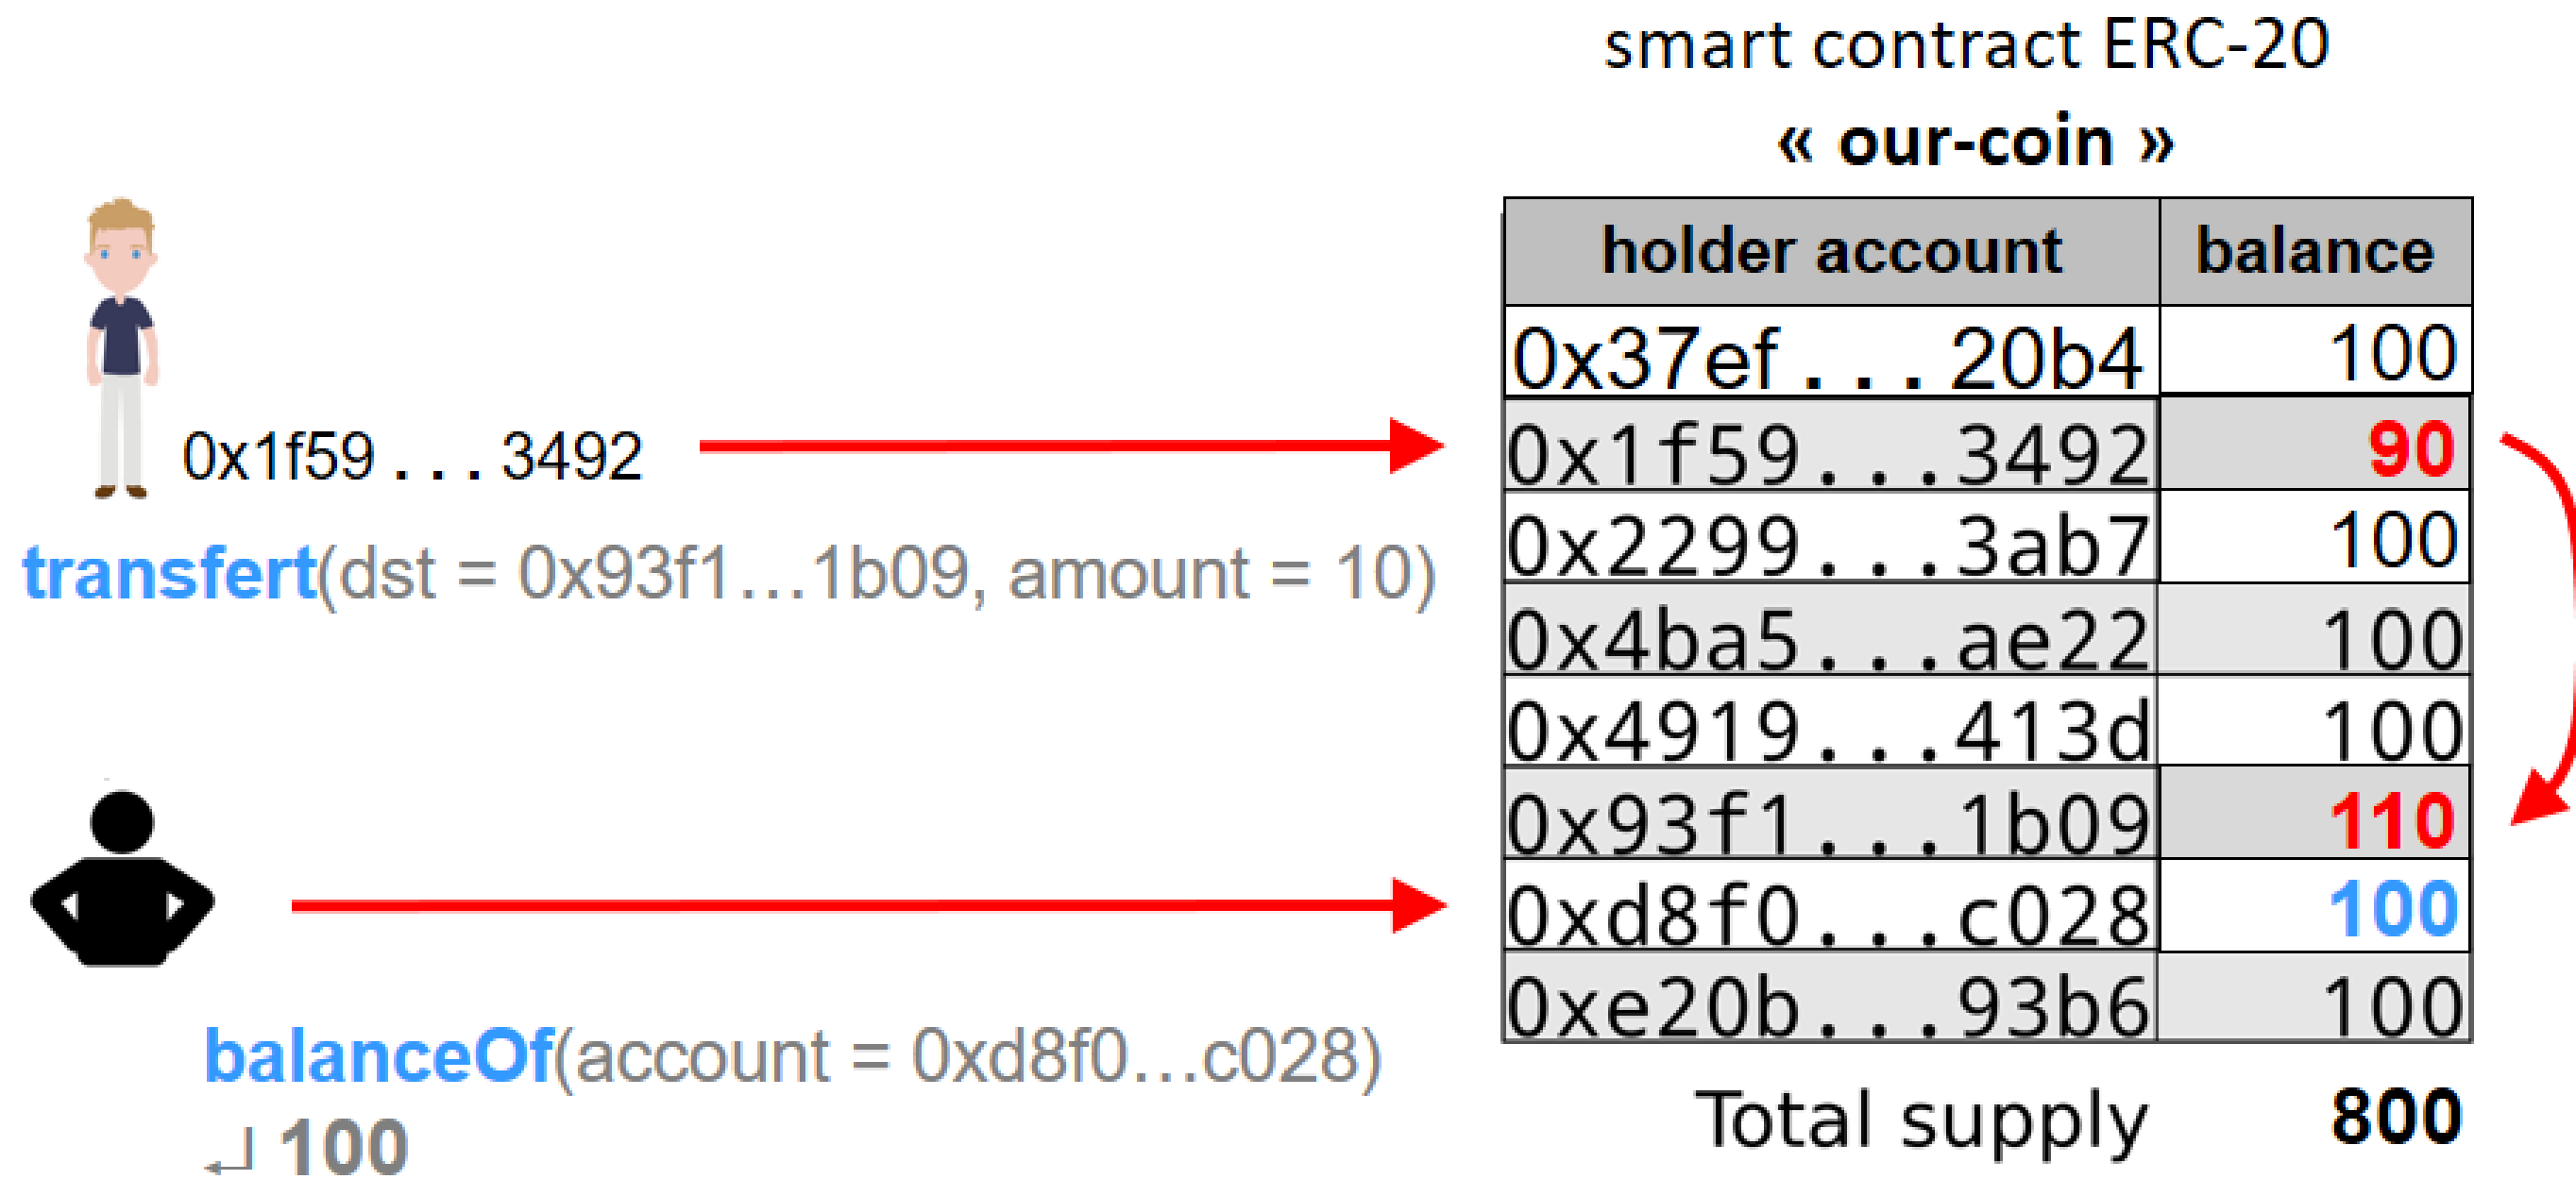 smart contract ERC-20
« our-coin »
holder account balance
0x37ef...20b4 100
0x1f59...3492 90
0x2299...3ab7 100
0x4ba5...ae22 100
0x4919...413d 100
0x93f1...1b09 110
0xd8f0...c028 100
0xe20b...93b6 100
Total supply 800
0x1f59...3492
transfert(dst = 0x93f1...1b09, amount = 10)
balanceOf(account = 0xd8f0...c028)
↲ 100